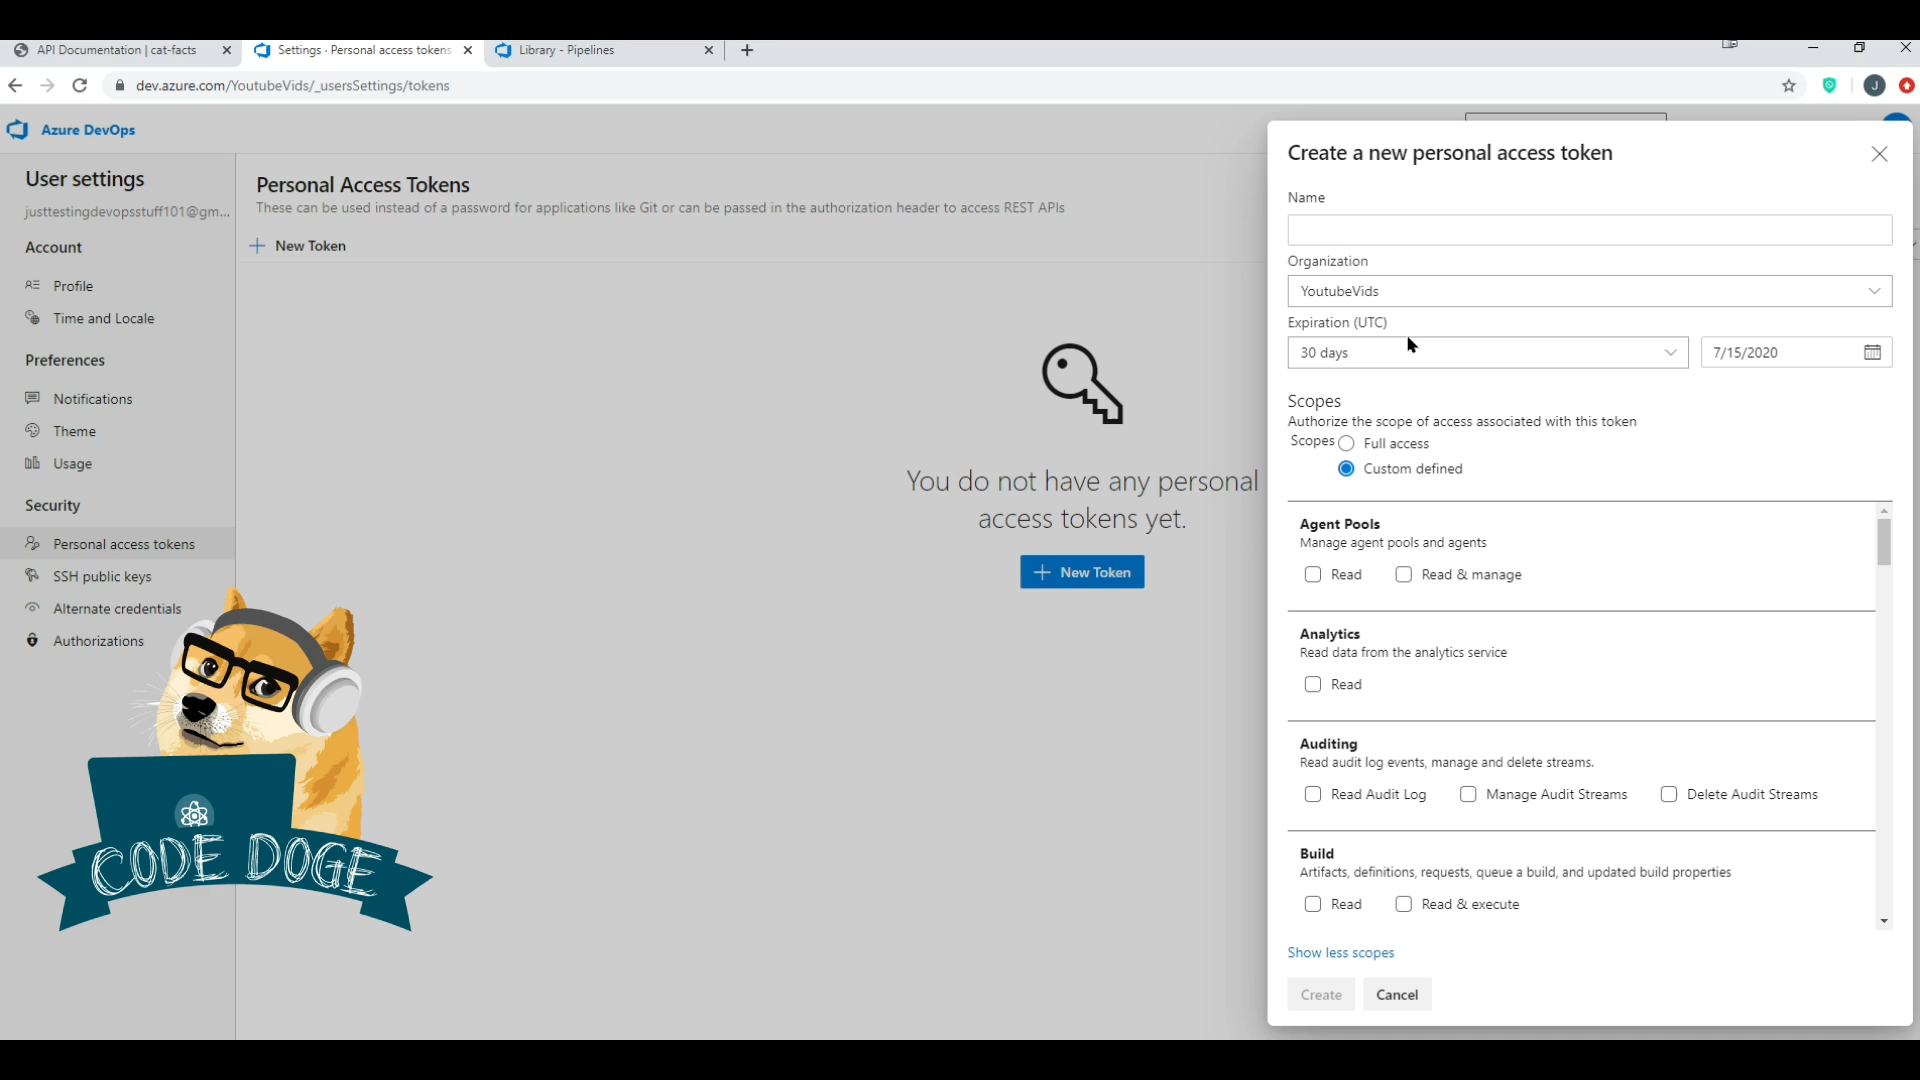 API Documentation | cat-facts
Settings · Personal access tokens
Library - Pipelines
dev.azure.com/YoutubeVids/_usersSettings/tokens
J
Azure DevOps
User settings
justtestingdevopsstuff101@gm...
Account
Profile
Time and Locale
Preferences
Notifications
Theme
Usage
Security
Personal access tokens
SSH public keys
Alternate credentials
Authorizations
Personal Access Tokens
These can be used instead of a password for applications like Git or can be passed in the authorization header to access REST APIs
New Token
You do not have any personal
access tokens yet.
New Token
CODE DOGE
Create a new personal access token
Name
Organization
YoutubeVids
Expiration (UTC)
30 days
7/15/2020
Scopes
Authorize the scope of access associated with this token
Scopes Full access
Custom defined
Agent Pools
Manage agent pools and agents
Read Read & manage
Analytics
Read data from the analytics service
Read
Auditing
Read audit log events, manage and delete streams.
Read Audit Log Manage Audit Streams Delete Audit Streams
Build
Artifacts, definitions, requests, queue a build, and updated build properties
Read Read & execute
Show less scopes
Create Cancel